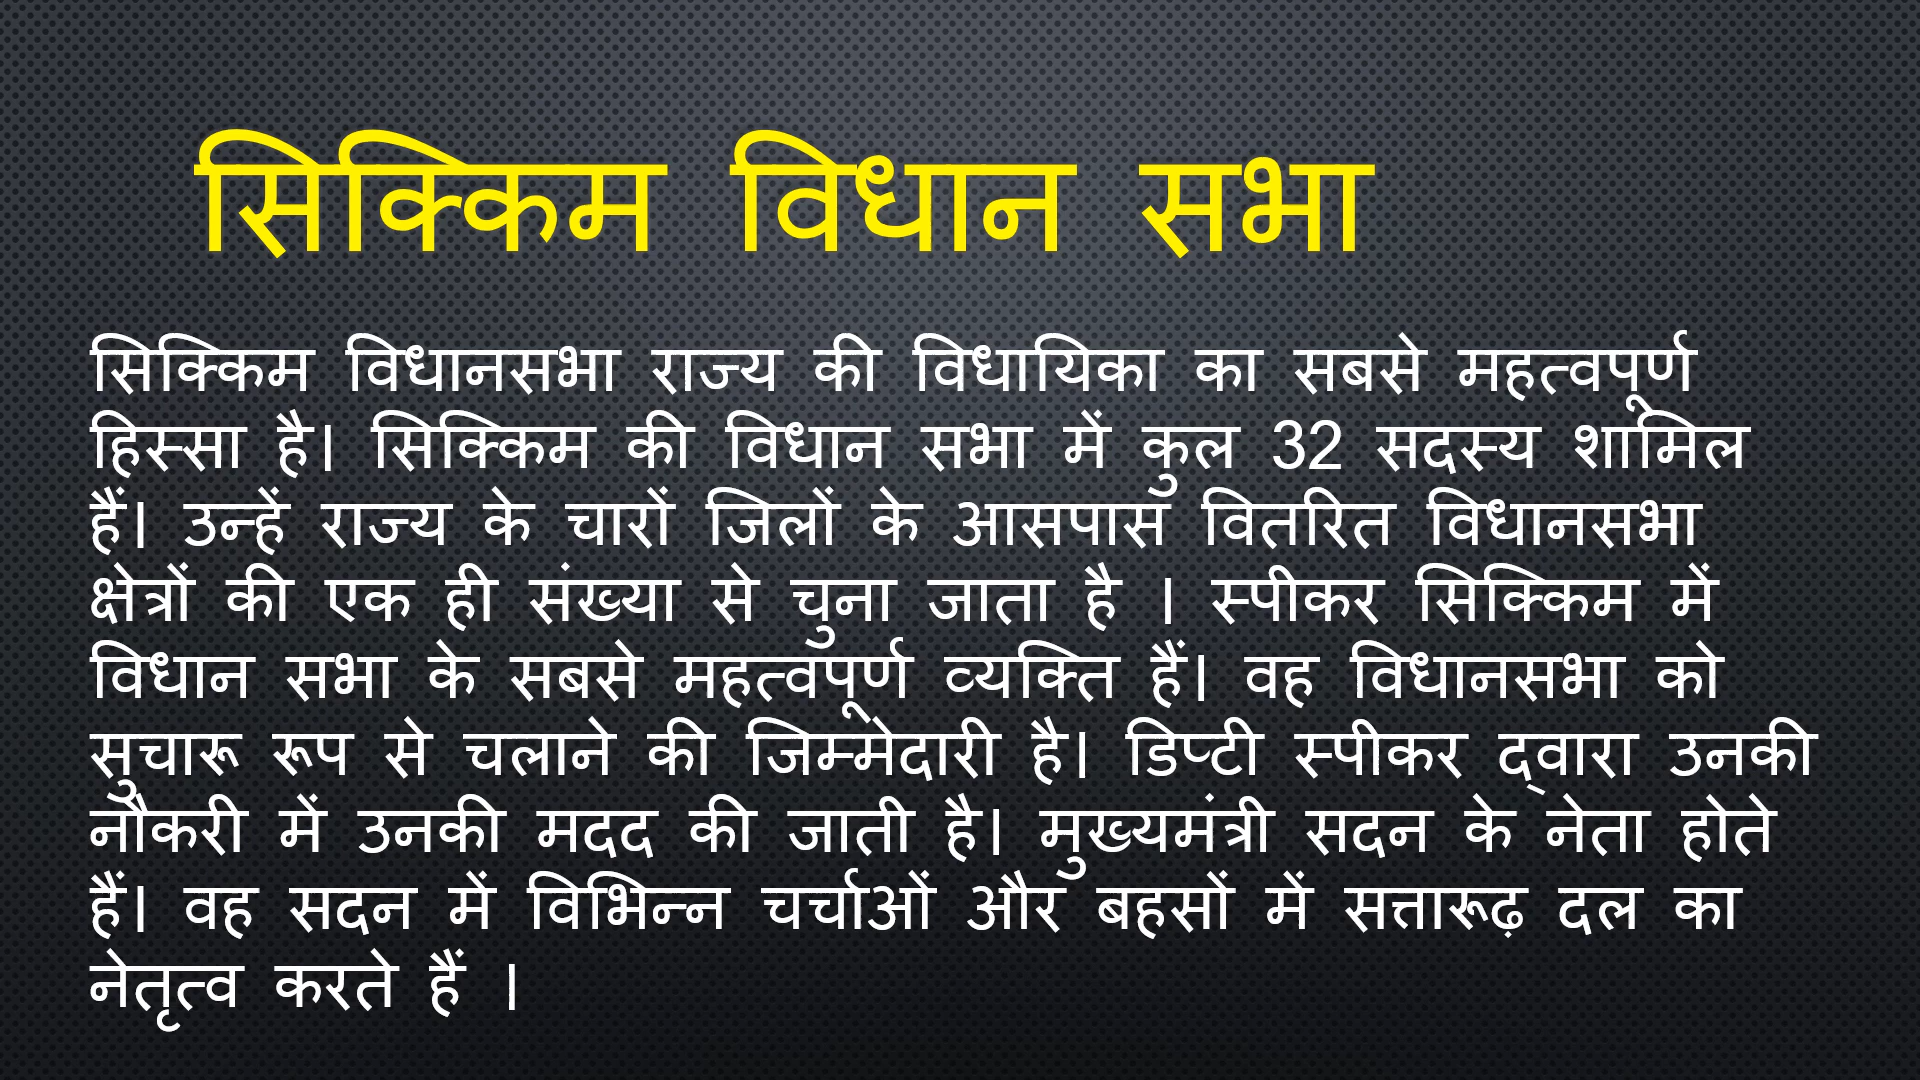 सिक्किम विधान सभा
सिक्किम विधानसभा राज्य की विधायिका का सबसे महत्वपूर्ण
हिस्सा है। सिक्किम की विधान सभा में कुल 32 सदस्य शामिल
हैं। उन्हें राज्य के चारों जिलों के आसपास वितरित विधानसभा
क्षेत्रों की एक ही संख्या से चुना जाता है । स्पीकर सिक्किम में
विधान सभा के सबसे महत्वपूर्ण व्यक्ति हैं। वह विधानसभा को
सुचारू रूप से चलाने की जिम्मेदारी है। डिप्टी स्पीकर द्वारा उनकी
नौकरी में उनकी मदद की जाती है। मुख्यमंत्री सदन के नेता होते
हैं। वह सदन में विभिन्न चर्चाओं और बहसों में सत्तारूढ़ दल का
नेतृत्व करते हैं ।